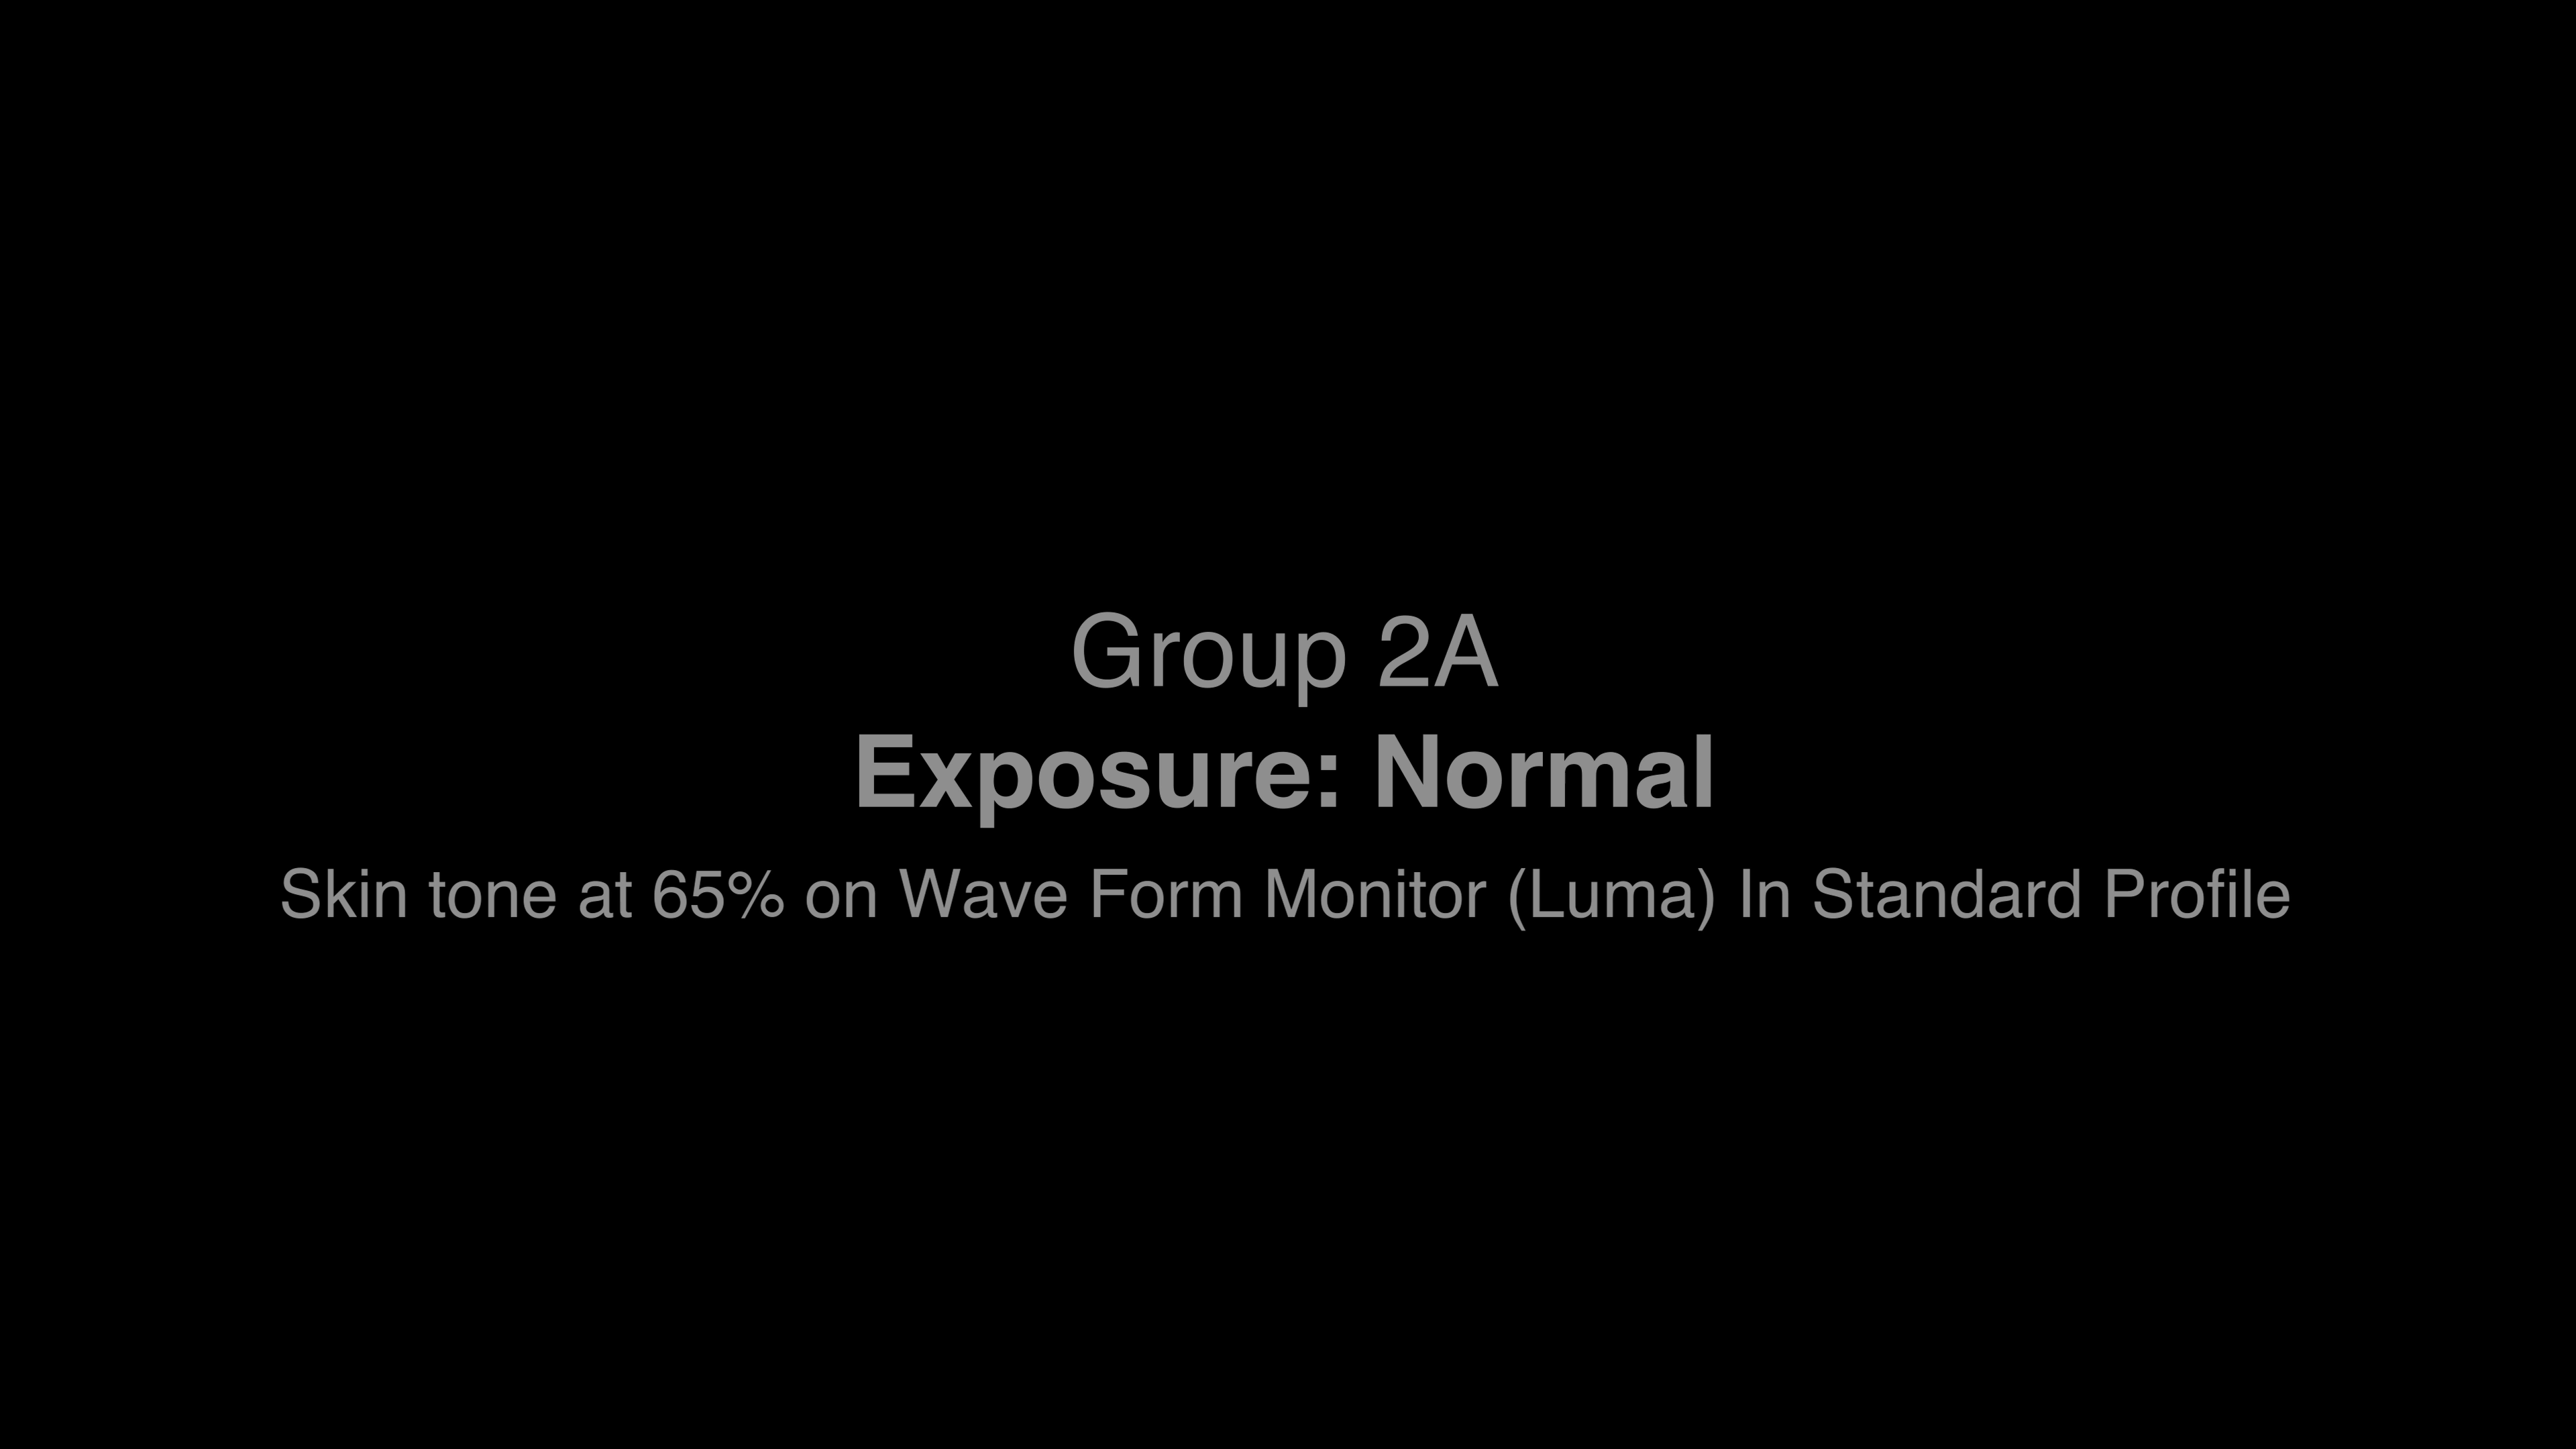 Group 2A
Exposure: Normal
Skin tone at 65% on Wave Form Monitor (Luma) In Standard Profile